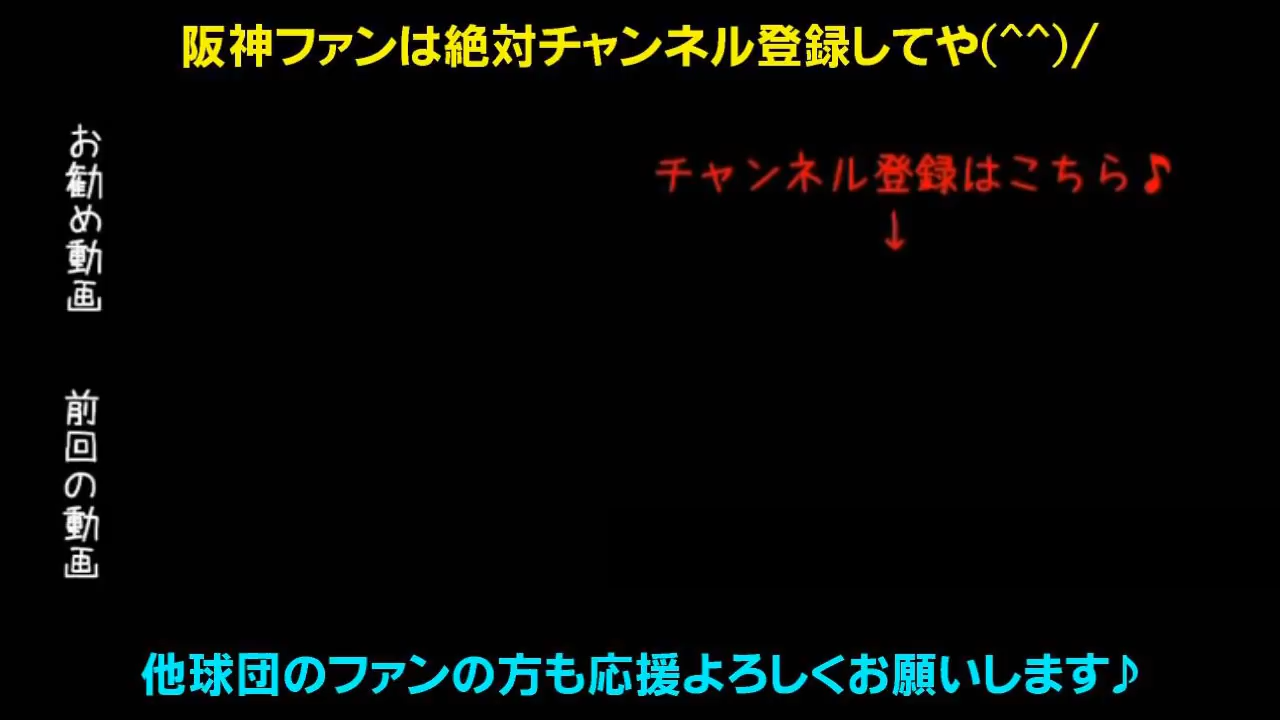 阪神ファンは絶対チャンネル登録してや(^^)/
お勧め動画
チャンネル登録はこちら♪
↓
前回の動画
他球団のファンの方も応援よろしくお願いします♪